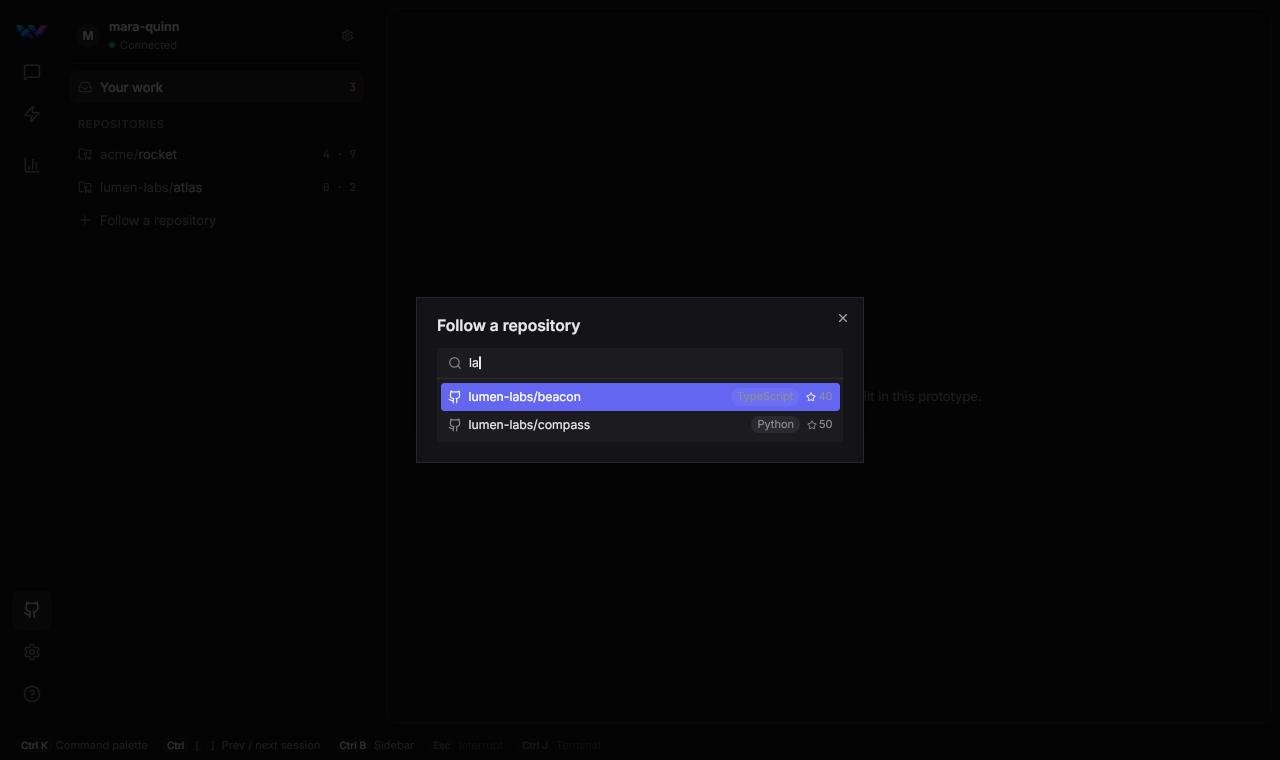 M
mara-quinn
Connected
Your work 3
REPOSITORIES
acme/rocket 4 · 9
lumen-labs/atlas 0 · 2
Follow a repository
Follow a repository
la
lumen-labs/beacon TypeScript 40
lumen-labs/compass Python 50
ilt in this prototype.
Ctrl K Command palette Ctrl [ ] Prev / next session Ctrl B Sidebar Esc Interrupt Ctrl J Terminal